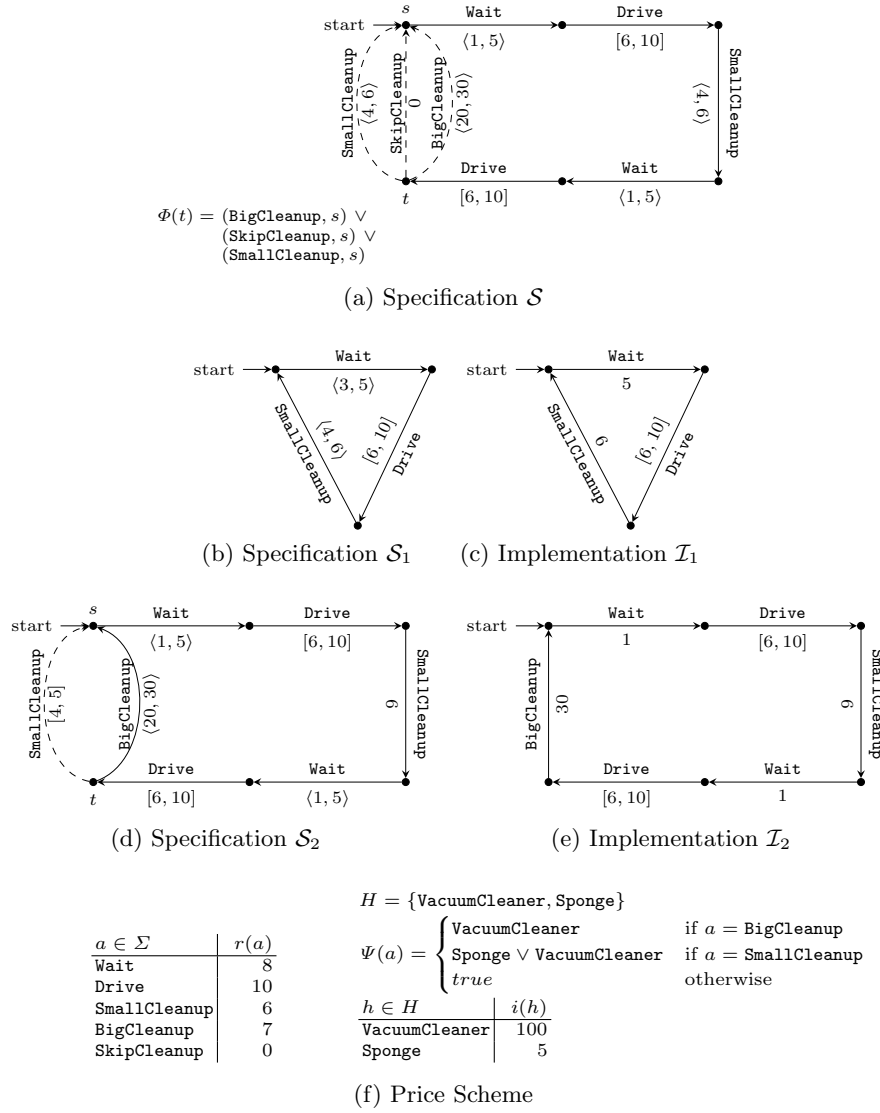 s
start
Wait
⟨1, 5⟩
Drive
[6, 10]
SmallCleanup
⟨4, 6⟩
SkipCleanup
0
BigCleanup
⟨20, 30⟩
SmallCleanup
⟨4, 6⟩
Drive
[6, 10]
Wait
⟨1, 5⟩
t
Φ(t) = (BigCleanup, s) ∨
(SkipCleanup, s) ∨
(SmallCleanup, s)
(a) Specification 𝒮
start
Wait
⟨3, 5⟩
SmallCleanup
⟨4, 6⟩
[6, 10]
Drive
(b) Specification 𝒮₁
start
Wait
5
SmallCleanup
6
[6, 10]
Drive
(c) Implementation ℐ₁
s
start
Wait
⟨1, 5⟩
Drive
[6, 10]
SmallCleanup
[4, 5]
BigCleanup
⟨20, 30⟩
6
SmallCleanup
Drive
[6, 10]
Wait
⟨1, 5⟩
t
(d) Specification 𝒮₂
start
Wait
1
Drive
[6, 10]
BigCleanup
30
6
SmallCleanup
Drive
[6, 10]
Wait
1
(e) Implementation ℐ₂
a ∈ Σ r(a)
Wait 8
Drive 10
SmallCleanup 6
BigCleanup 7
SkipCleanup 0
H = {VacuumCleaner, Sponge}
Ψ(a) = { VacuumCleaner if a = BigCleanup
Sponge ∨ VacuumCleaner if a = SmallCleanup
true otherwise
h ∈ H i(h)
VacuumCleaner 100
Sponge 5
(f) Price Scheme